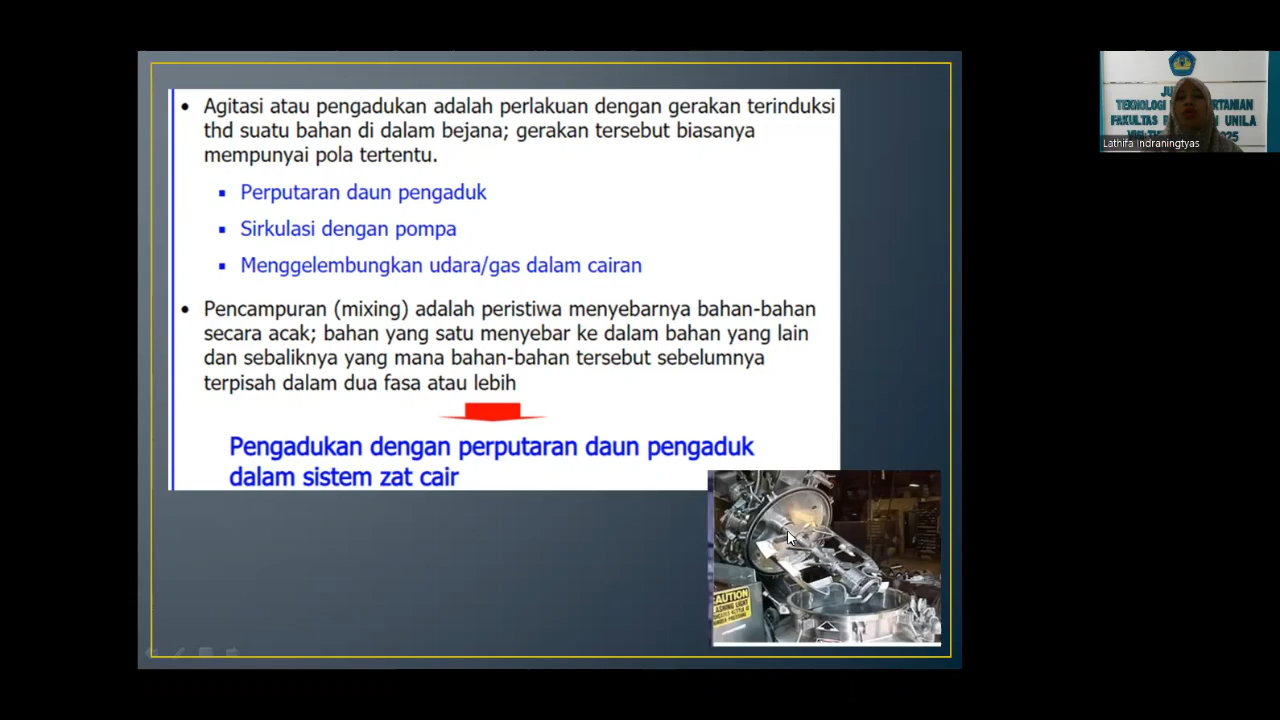 • Agitasi atau pengadukan adalah perlakuan dengan gerakan terinduksi
thd suatu bahan di dalam bejana; gerakan tersebut biasanya
mempunyai pola tertentu.
▪ Perputaran daun pengaduk
▪ Sirkulasi dengan pompa
▪ Menggelembungkan udara/gas dalam cairan
• Pencampuran (mixing) adalah peristiwa menyebarnya bahan-bahan
secara acak; bahan yang satu menyebar ke dalam bahan yang lain
dan sebaliknya yang mana bahan-bahan tersebut sebelumnya
terpisah dalam dua fasa atau lebih
Pengadukan dengan perputaran daun pengaduk
dalam sistem zat cair
CAUTION
LIGHT
TEKNOLOGI
FAKULTAS UNILA
Lathifa Indraningtyas